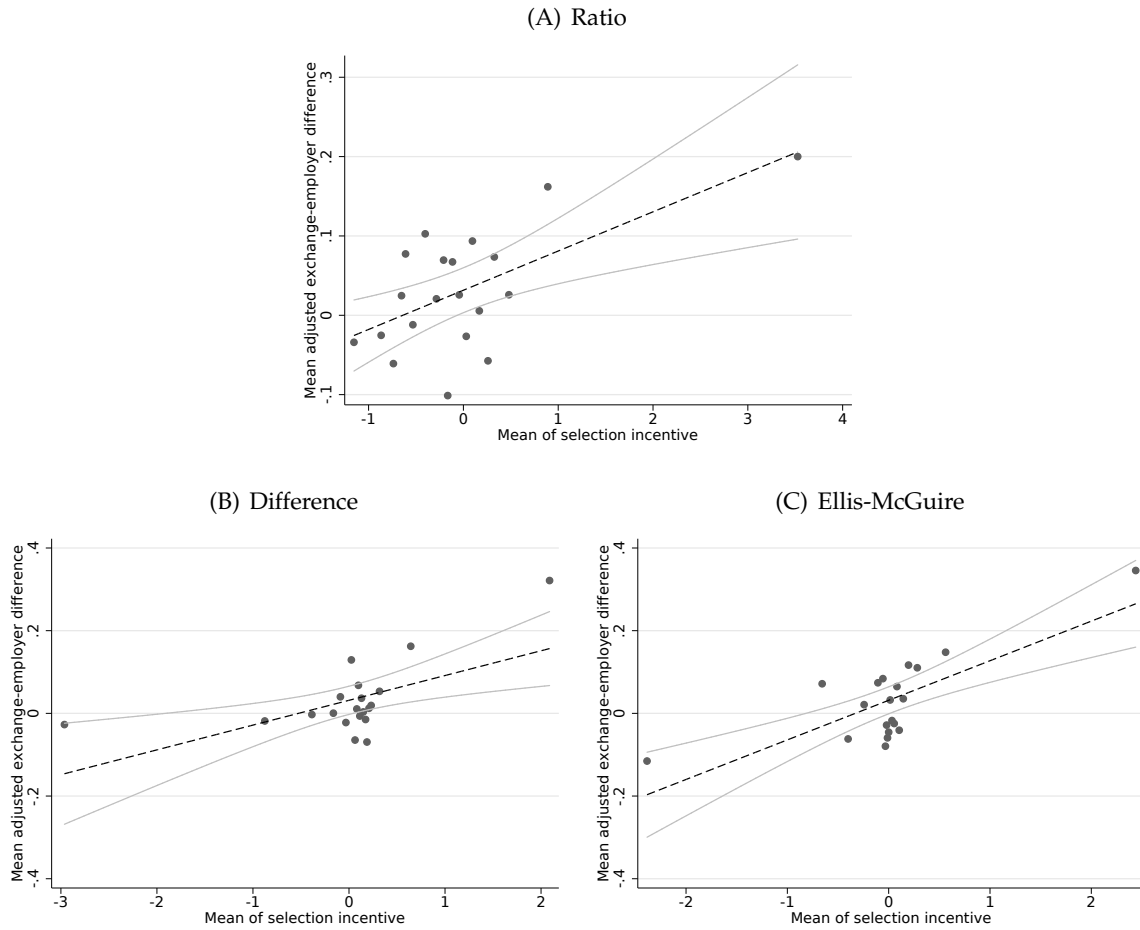 (A) Ratio
Mean adjusted exchange-employer difference
.3
.2
.1
0
-.1
-1 0 1 2 3 4
Mean of selection incentive
(B) Difference
Mean adjusted exchange-employer difference
.4
.2
0
-.2
-.4
-3 -2 -1 0 1 2
Mean of selection incentive
(C) Ellis-McGuire
Mean adjusted exchange-employer difference
.4
.2
0
-.2
-.4
-2 -1 0 1 2
Mean of selection incentive